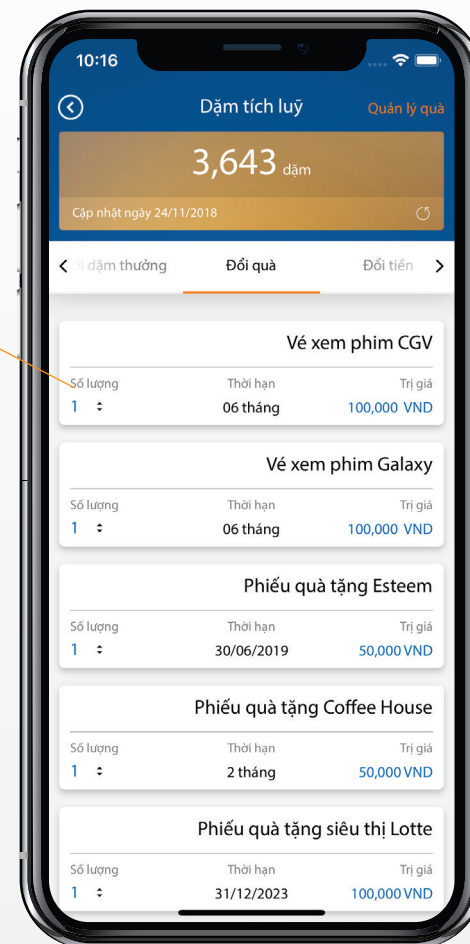 10:16
Dặm tích luỹ
Quản lý quà
3,643 dặm
Cập nhật ngày 24/11/2018
dặm thưởng
Đổi quà
Đổi tiền
Vé xem phim CGV
Số lượng Thời hạn Trị giá
1 06 tháng 100,000 VND
Vé xem phim Galaxy
Số lượng Thời hạn Trị giá
1 06 tháng 100,000 VND
Phiếu quà tặng Esteem
Số lượng Thời hạn Trị giá
1 30/06/2019 50,000 VND
Phiếu quà tặng Coffee House
Số lượng Thời hạn Trị giá
1 2 tháng 50,000 VND
Phiếu quà tặng siêu thị Lotte
Số lượng Thời hạn Trị giá
1 31/12/2023 100,000 VND